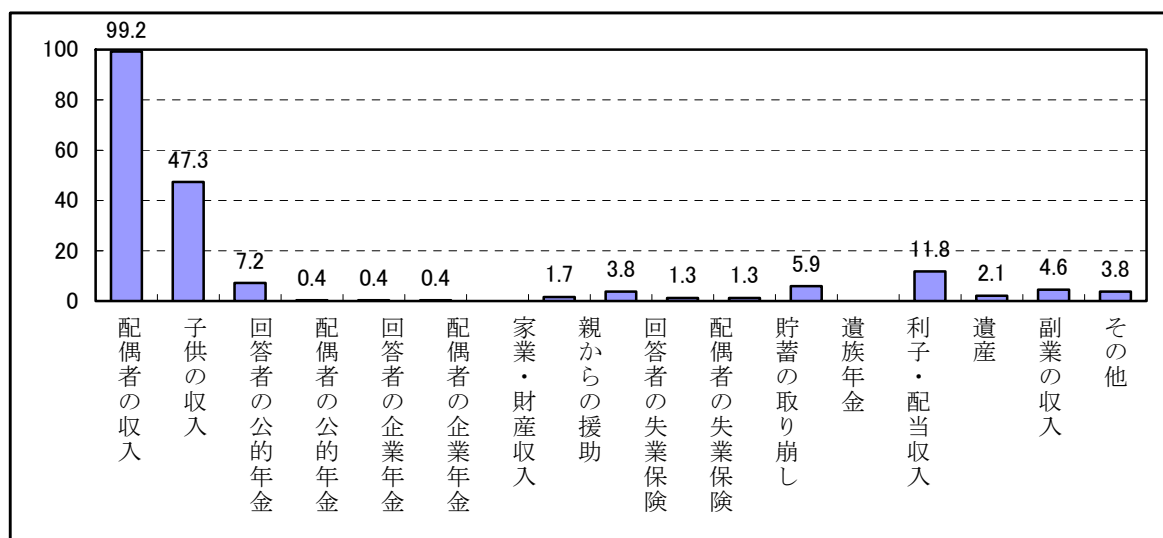 99.2
100
80
60
47.3
40
20
11.8
7.2
5.9
0.4
0.4
0.4
1.7
3.8
1.3
1.3
2.1
4.6
3.8
0
配偶者の収入
子供の収入
回答者の公的年金
配偶者の公的年金
回答者の企業年金
配偶者の企業年金
家業・財産収入
親からの援助
回答者の失業保険
配偶者の失業保険
貯蓄の取り崩し
遺族年金
利子・配当収入
遺産
副業の収入
その他